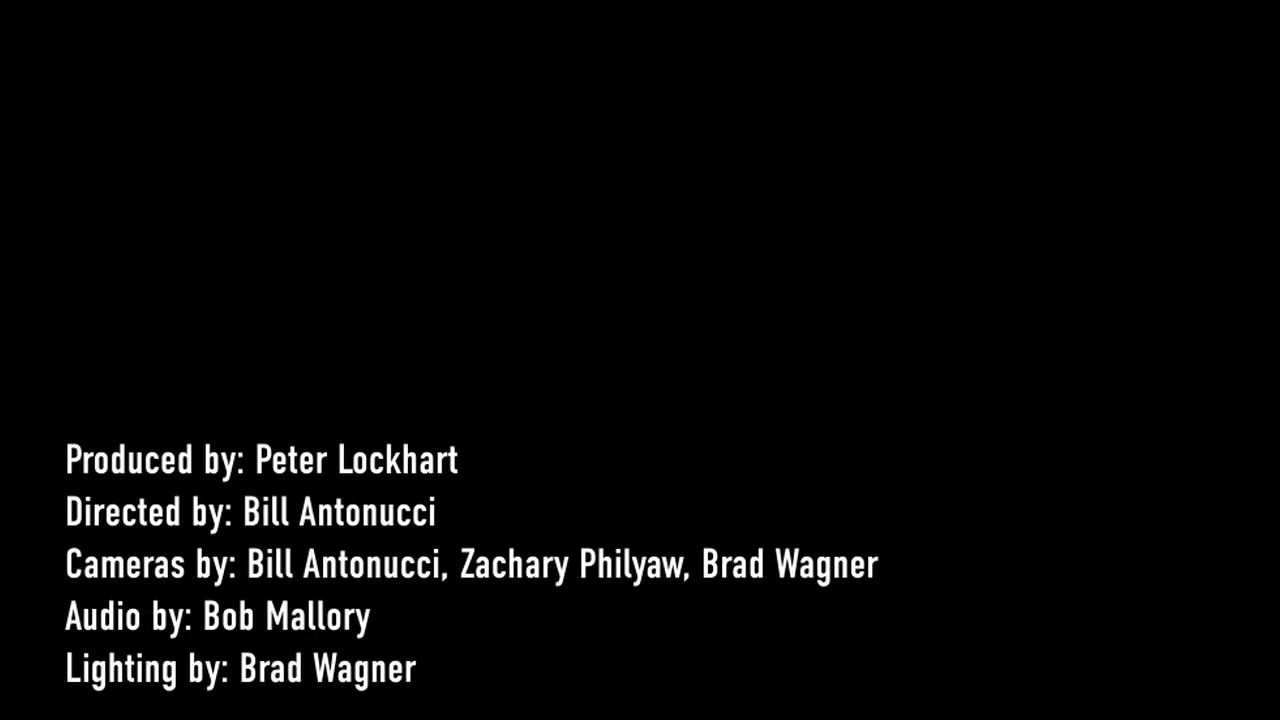 Produced by: Peter Lockhart
Directed by: Bill Antonucci
Cameras by: Bill Antonucci, Zachary Philyaw, Brad Wagner
Audio by: Bob Mallory
Lighting by: Brad Wagner